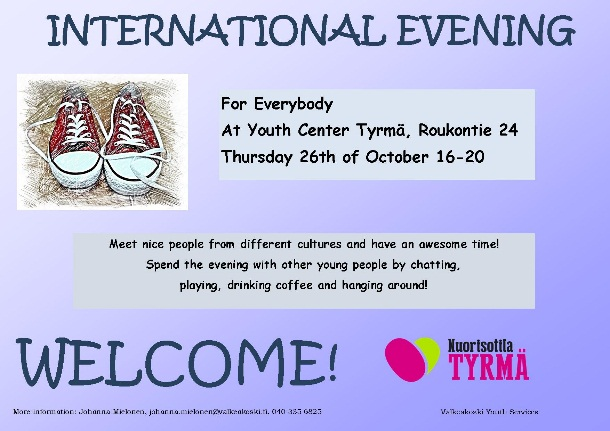 INTERNATIONAL EVENING
For Everybody
At Youth Center Tyrmä, Roukontie 24
Thursday 26th of October 16-20
Meet nice people from different cultures and have an awesome time!
Spend the evening with other young people by chatting,
playing, drinking coffee and hanging around!
WELCOME!
Nuortsotila
TYRMÄ
More information: Johanna Mielonen, johanna.mielonen@valkeakoski.fi, 040 335 6825
Valkeakoski Youth Services